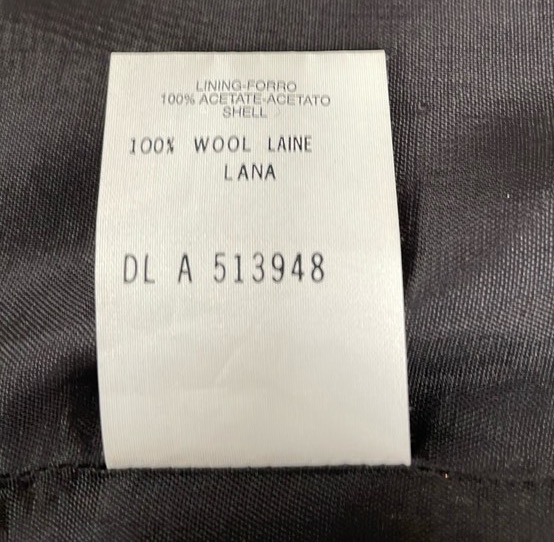 LINING-FORRO
100% ACETATE-ACETATO
SHELL
100% WOOL LAINE
LANA
DL A 513948